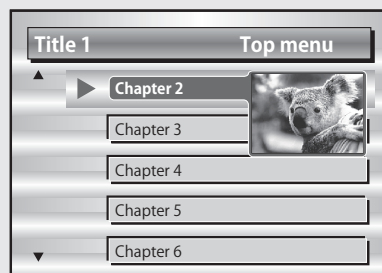 Title 1 Top menu
Chapter 2
Chapter 3
Chapter 4
Chapter 5
Chapter 6